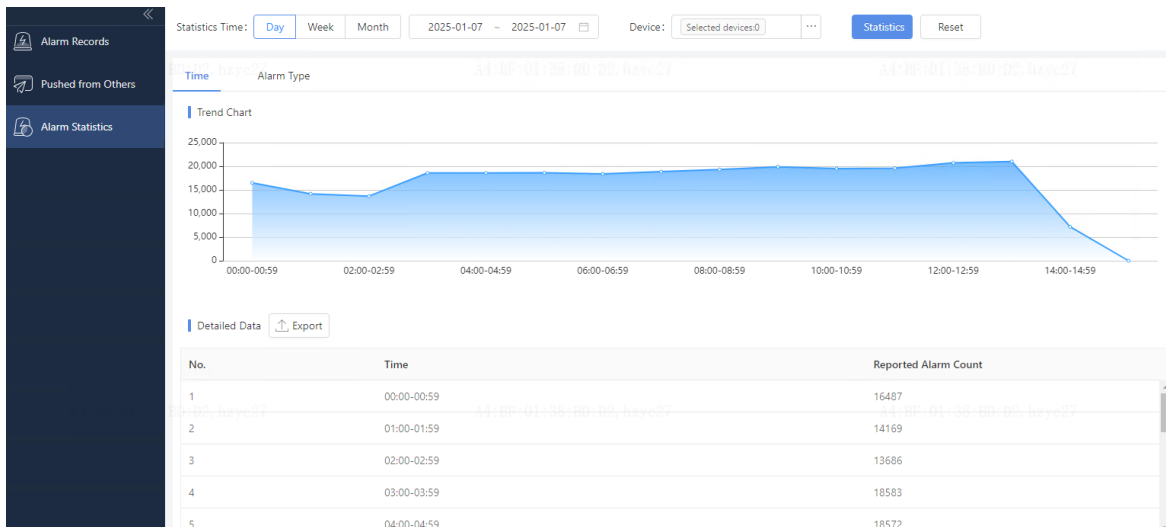 Alarm Records
Pushed from Others
Alarm Statistics
Statistics Time: Day Week Month 2025-01-07 ~ 2025-01-07 Device: Selected devices:0 ... Statistics Reset
Time Alarm Type
Trend Chart
25,000
20,000
15,000
10,000
5,000
0
00:00-00:59 02:00-02:59 04:00-04:59 06:00-06:59 08:00-08:59 10:00-10:59 12:00-12:59 14:00-14:59
Detailed Data Export
No. Time Reported Alarm Count
1 00:00-00:59 16487
2 01:00-01:59 14169
3 02:00-02:59 13686
4 03:00-03:59 18583
5 04:00-04:59 18572